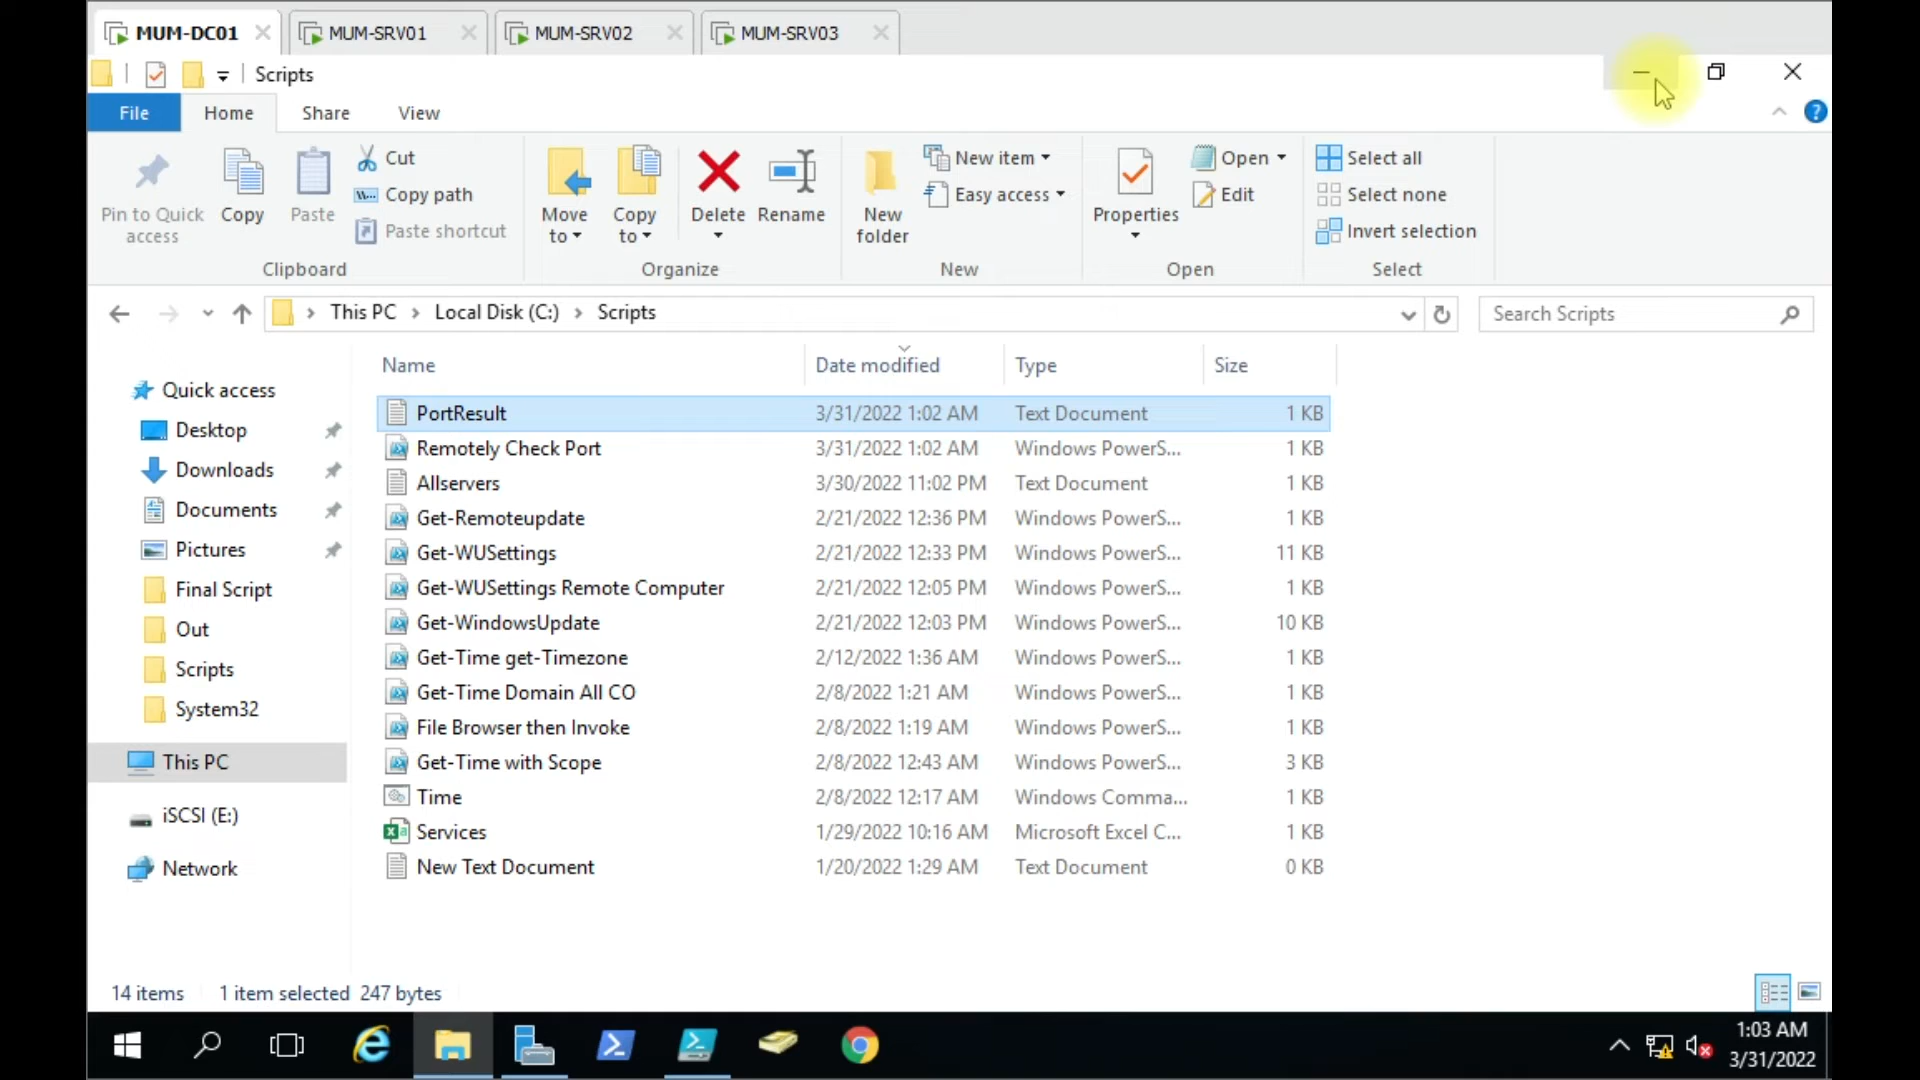 MUM-DC01 MUM-SRV01 MUM-SRV02 MUM-SRV03
Scripts
File Home Share View
Pin to Quick access
Copy
Paste
Cut
Copy path
Paste shortcut
Clipboard
Move to
Copy to
Delete
Rename
Organize
New folder
New item
Easy access
New
Properties
Open
Edit
Open
Select all
Select none
Invert selection
Select
This PC Local Disk (C:) Scripts
Search Scripts
Name Date modified Type Size
Quick access
Desktop
Downloads
Documents
Pictures
Final Script
Out
Scripts
System32
This PC
iSCSI (E:)
Network
PortResult 3/31/2022 1:02 AM Text Document 1 KB
Remotely Check Port 3/31/2022 1:02 AM Windows PowerS... 1 KB
Allservers 3/30/2022 11:02 PM Text Document 1 KB
Get-Remoteupdate 2/21/2022 12:36 PM Windows PowerS... 1 KB
Get-WUSettings 2/21/2022 12:33 PM Windows PowerS... 11 KB
Get-WUSettings Remote Computer 2/21/2022 12:05 PM Windows PowerS... 1 KB
Get-WindowsUpdate 2/21/2022 12:03 PM Windows PowerS... 10 KB
Get-Time get-Timezone 2/12/2022 1:36 AM Windows PowerS... 1 KB
Get-Time Domain All CO 2/8/2022 1:21 AM Windows PowerS... 1 KB
File Browser then Invoke 2/8/2022 1:19 AM Windows PowerS... 1 KB
Get-Time with Scope 2/8/2022 12:43 AM Windows PowerS... 3 KB
Time 2/8/2022 12:17 AM Windows Comma... 1 KB
Services 1/29/2022 10:16 AM Microsoft Excel C... 1 KB
New Text Document 1/20/2022 1:29 AM Text Document 0 KB
14 items 1 item selected 247 bytes
1:03 AM
3/31/2022